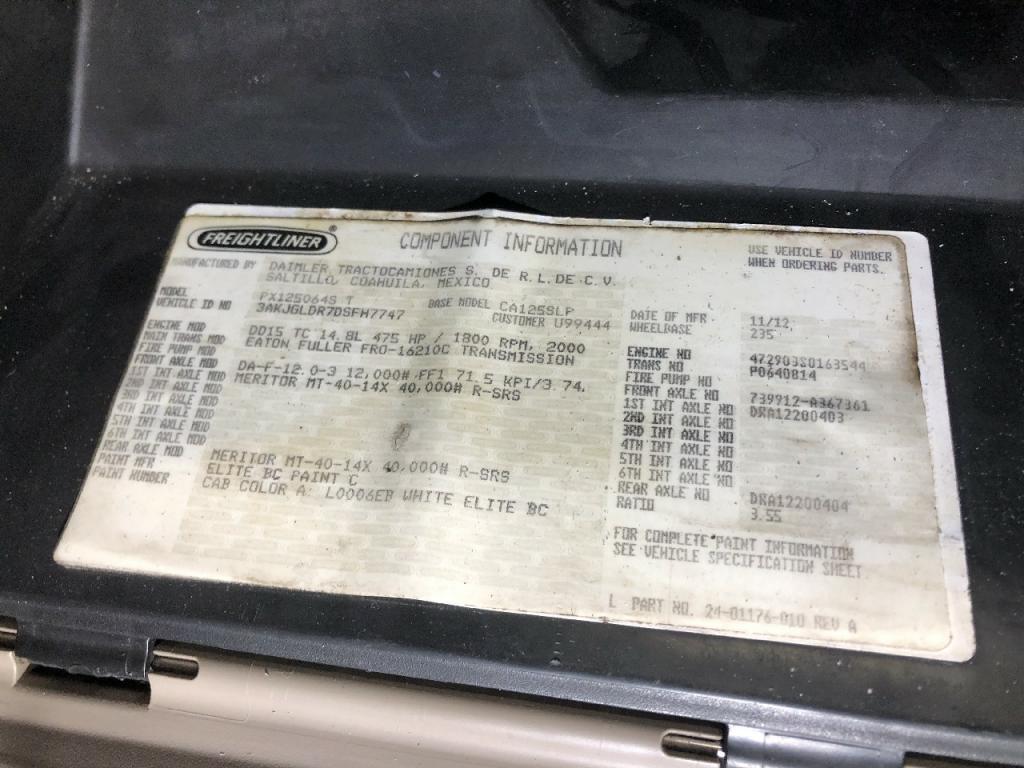 FREIGHTLINER
COMPONENT INFORMATION
USE VEHICLE ID NUMBER
WHEN ORDERING PARTS.
MANUFACTURED BY DAIMLER TRACTOCAMIONES S. DE R.L.DE C.V.
SALTILLO, COAHUILA, MEXICO
MODEL PX125064S T BASE MODEL CA125SLP
VEHICLE ID NO 3AKJGLDR7DSFH7747 CUSTOMER U99444
DATE OF MFR 11/12
WHEELBASE 235
ENGINE MOD DD15 TC 14.8L 475 HP / 1800 RPM, 2000
MAIN TRANS MOD EATON FULLER FRO-16210C TRANSMISSION
FIRE PUMP MOD
FRONT AXLE MOD DA-F-12.0-3 12,000# FF1 71.5 KPI/3.74.
1ST INT AXLE MOD MERITOR MT-40-14X 40,000# R-SRS
2ND INT AXLE MOD
3RD INT AXLE MOD
4TH INT AXLE MOD
5TH INT AXLE MOD
6TH INT AXLE MOD
REAR AXLE MOD MERITOR MT-40-14X 40,000# R-SRS
PAINT MFR ELITE BC PAINT C
PAINT NUMBER CAB COLOR A: L0006EB WHITE ELITE BC
ENGINE NO 472903S0163544
TRANS NO P0640814
FIRE PUMP NO
FRONT AXLE NO 739912-A367361
1ST INT AXLE NO DRA12200403
2ND INT AXLE NO
3RD INT AXLE NO
4TH INT AXLE NO
5TH INT AXLE NO
6TH INT AXLE NO
REAR AXLE NO DRA12200404
RATIO 3.55
FOR COMPLETE PAINT INFORMATION
SEE VEHICLE SPECIFICATION SHEET
L PART NO. 24-01176-010 REV A